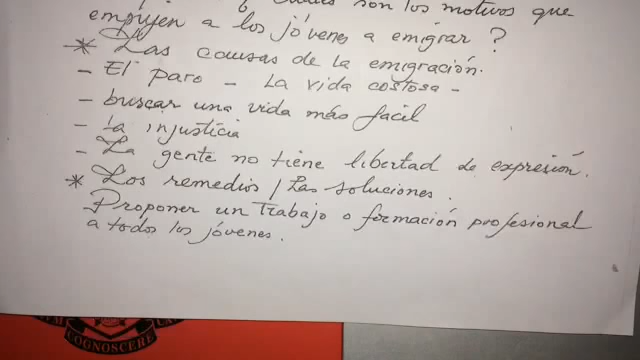 son los motivos que
empujen a los jóvenes a emigrar ?
* Las causas de la emigración.
- El paro - La vida costosa -
- buscar una vida más facil
- La injusticia
- La gente no tiene libertad de expresión.
* Los remedios / Las soluciones.
Proponer un Trabajo o formación profesional
a todos los jóvenes.
COGNOSCERE